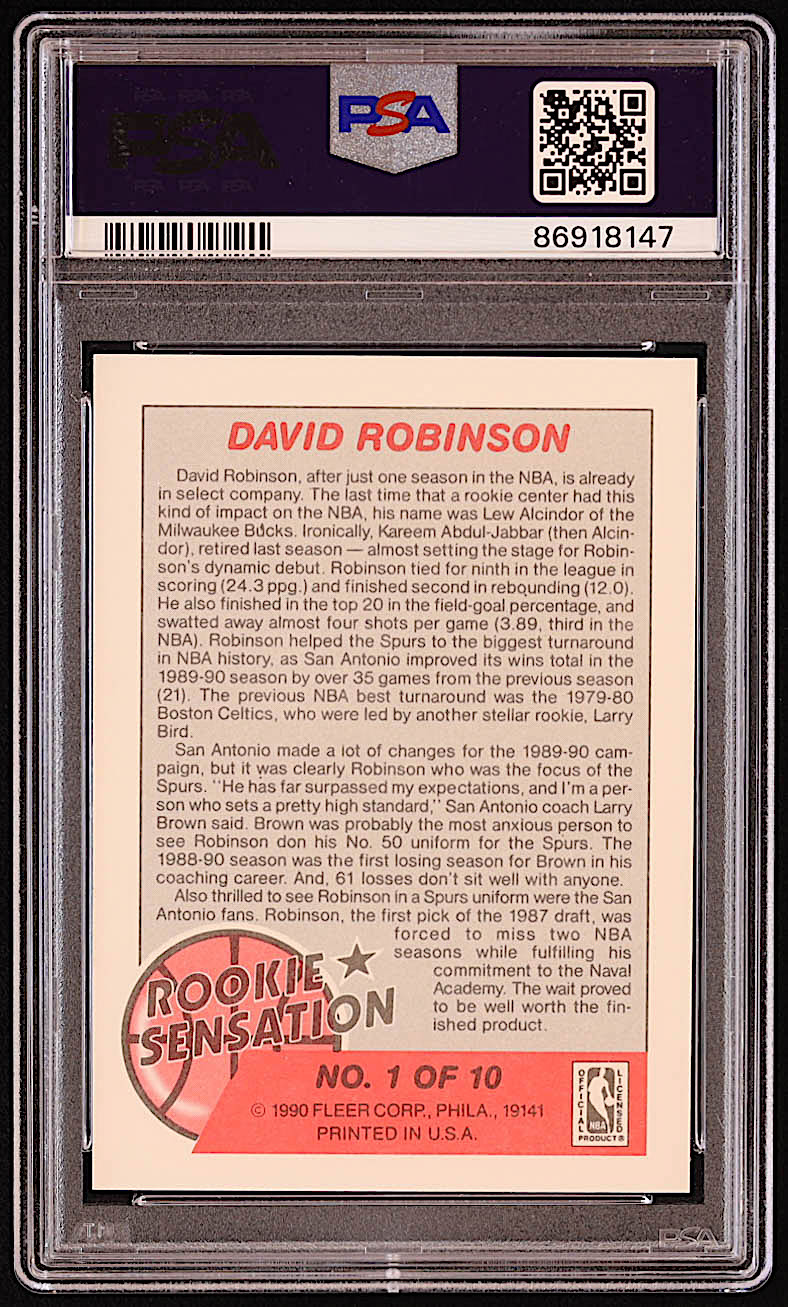 PSA PSA PSA
PSA
PSA PSA PSA
PSA
86918147
DAVID ROBINSON
David Robinson, after just one season in the NBA, is already
in select company. The last time that a rookie center had this
kind of impact on the NBA, his name was Lew Alcindor of the
Milwaukee Bucks. Ironically, Kareem Abdul-Jabbar (then Alcin-
dor), retired last season — almost setting the stage for Robin-
son's dynamic debut. Robinson tied for ninth in the league in
scoring (24.3 ppg.) and finished second in rebounding (12.0).
He also finished in the top 20 in the field-goal percentage, and
swatted away almost four shots per game (3.89, third in the
NBA). Robinson helped the Spurs to the biggest turnaround
in NBA history, as San Antonio improved its wins total in the
1989-90 season by over 35 games from the previous season
(21). The previous NBA best turnaround was the 1979-80
Boston Celtics, who were led by another stellar rookie, Larry
Bird.
San Antonio made a lot of changes for the 1989-90 cam-
paign, but it was clearly Robinson who was the focus of the
Spurs. "He has far surpassed my expectations, and I'm a per-
son who sets a pretty high standard," San Antonio coach Larry
Brown said. Brown was probably the most anxious person to
see Robinson don his No. 50 uniform for the Spurs. The
1988-90 season was the first losing season for Brown in his
coaching career. And, 61 losses don't sit well with anyone.
Also thrilled to see Robinson in a Spurs uniform were the San
Antonio fans. Robinson, the first pick of the 1987 draft, was
forced to miss two NBA
seasons while fulfilling his
commitment to the Naval
Academy. The wait proved
to be well worth the fin-
ished product.
ROOKIE
SENSATION
NO. 1 OF 10
© 1990 FLEER CORP., PHILA., 19141
PRINTED IN U.S.A.
OFFICIAL
LICENSED
NBA
PRODUCT®
PSA